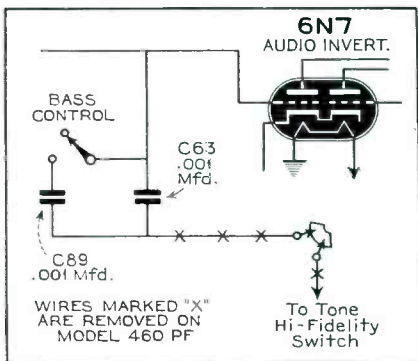 6N7
AUDIO INVERT.
BASS
CONTROL
C63
.001
Mfd.
C89
.001 Mfd.
WIRES MARKED "X"
ARE REMOVED ON
MODEL 460 PF
To Tone
Hi-Fidelity
Switch